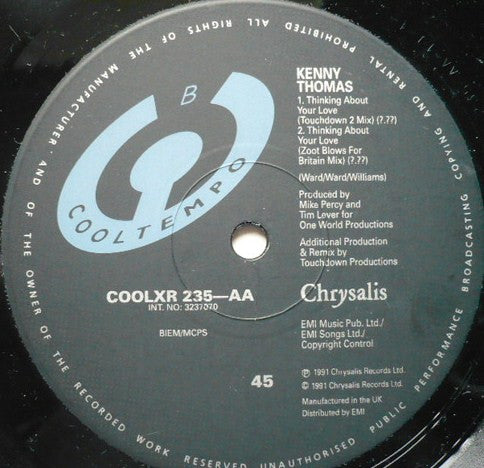 KENNY
THOMAS
1. Thinking About
Your Love
(Touchdown 2 Mix) (?.??)
2. Thinking About
Your Love
(Zoot Blows For
Britain Mix) (?.??)
(Ward/Ward/Williams)
Produced by
Mike Percy and
Tim Lever for
One World Productions
Additional Production
& Remix by
Touchdown Productions
B
COOLTEMPO
COOLXR 235—AA
INT. NO: 3237070
BIEM/MCPS
45
Chrysalis
EMI Music Pub. Ltd./
EMI Songs Ltd./
Copyright Control
℗ 1991 Chrysalis Records Ltd.
© 1991 Chrysalis Records Ltd.
Manufactured in the UK
Distributed by EMI
ALL RIGHTS OF THE MANUFACTURER AND OF THE OWNER OF THE RECORDED WORK RESERVED UNAUTHORISED PUBLIC PERFORMANCE BROADCASTING COPYING AND RENTAL PROHIBITED